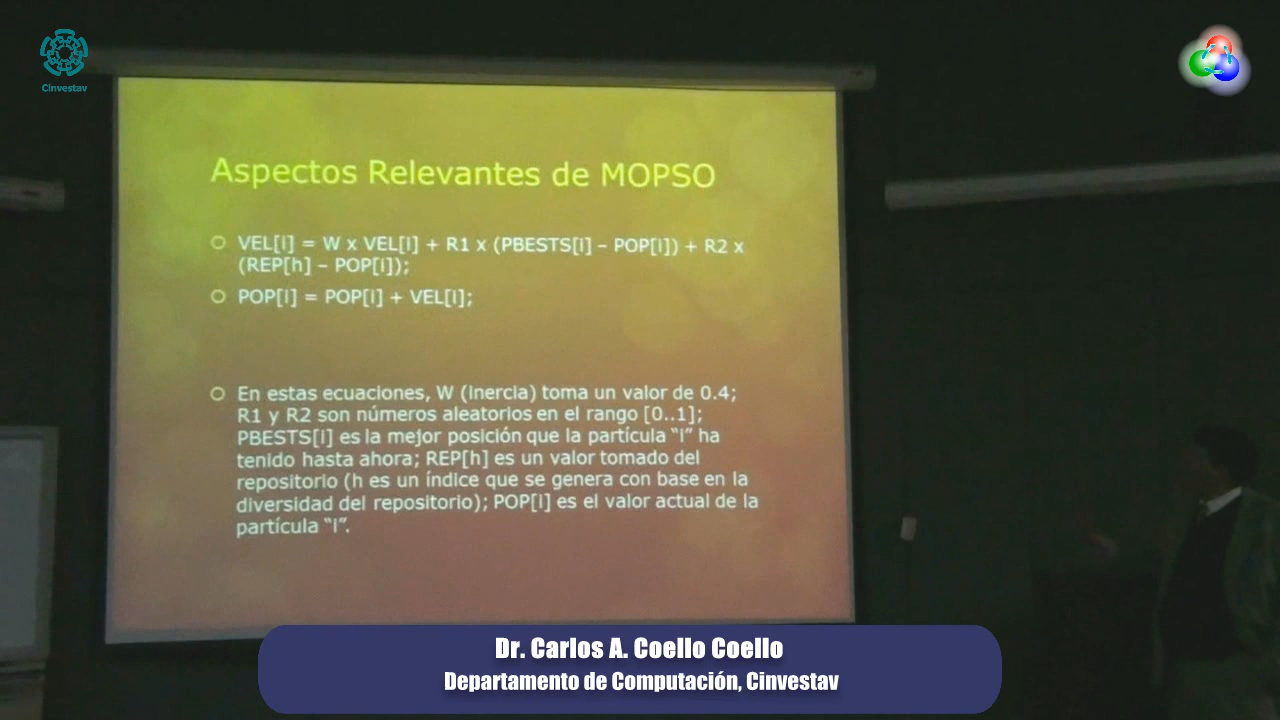 Cinvestav
Aspectos Relevantes de MOPSO
VEL[i] = W x VEL[i] + R1 x (PBESTS[i] – POP[i]) + R2 x
(REP[h] – POP[i]);
POP[i] = POP[i] + VEL[i];
En estas ecuaciones, W (inercia) toma un valor de 0.4;
R1 y R2 son números aleatorios en el rango [0..1];
PBESTS[i] es la mejor posición que la partícula "i" ha
tenido hasta ahora; REP[h] es un valor tomado del
repositorio (h es un índice que se genera con base en la
diversidad del repositorio); POP[i] es el valor actual de la
partícula "i".
Dr. Carlos A. Coello Coello
Departamento de Computación, Cinvestav